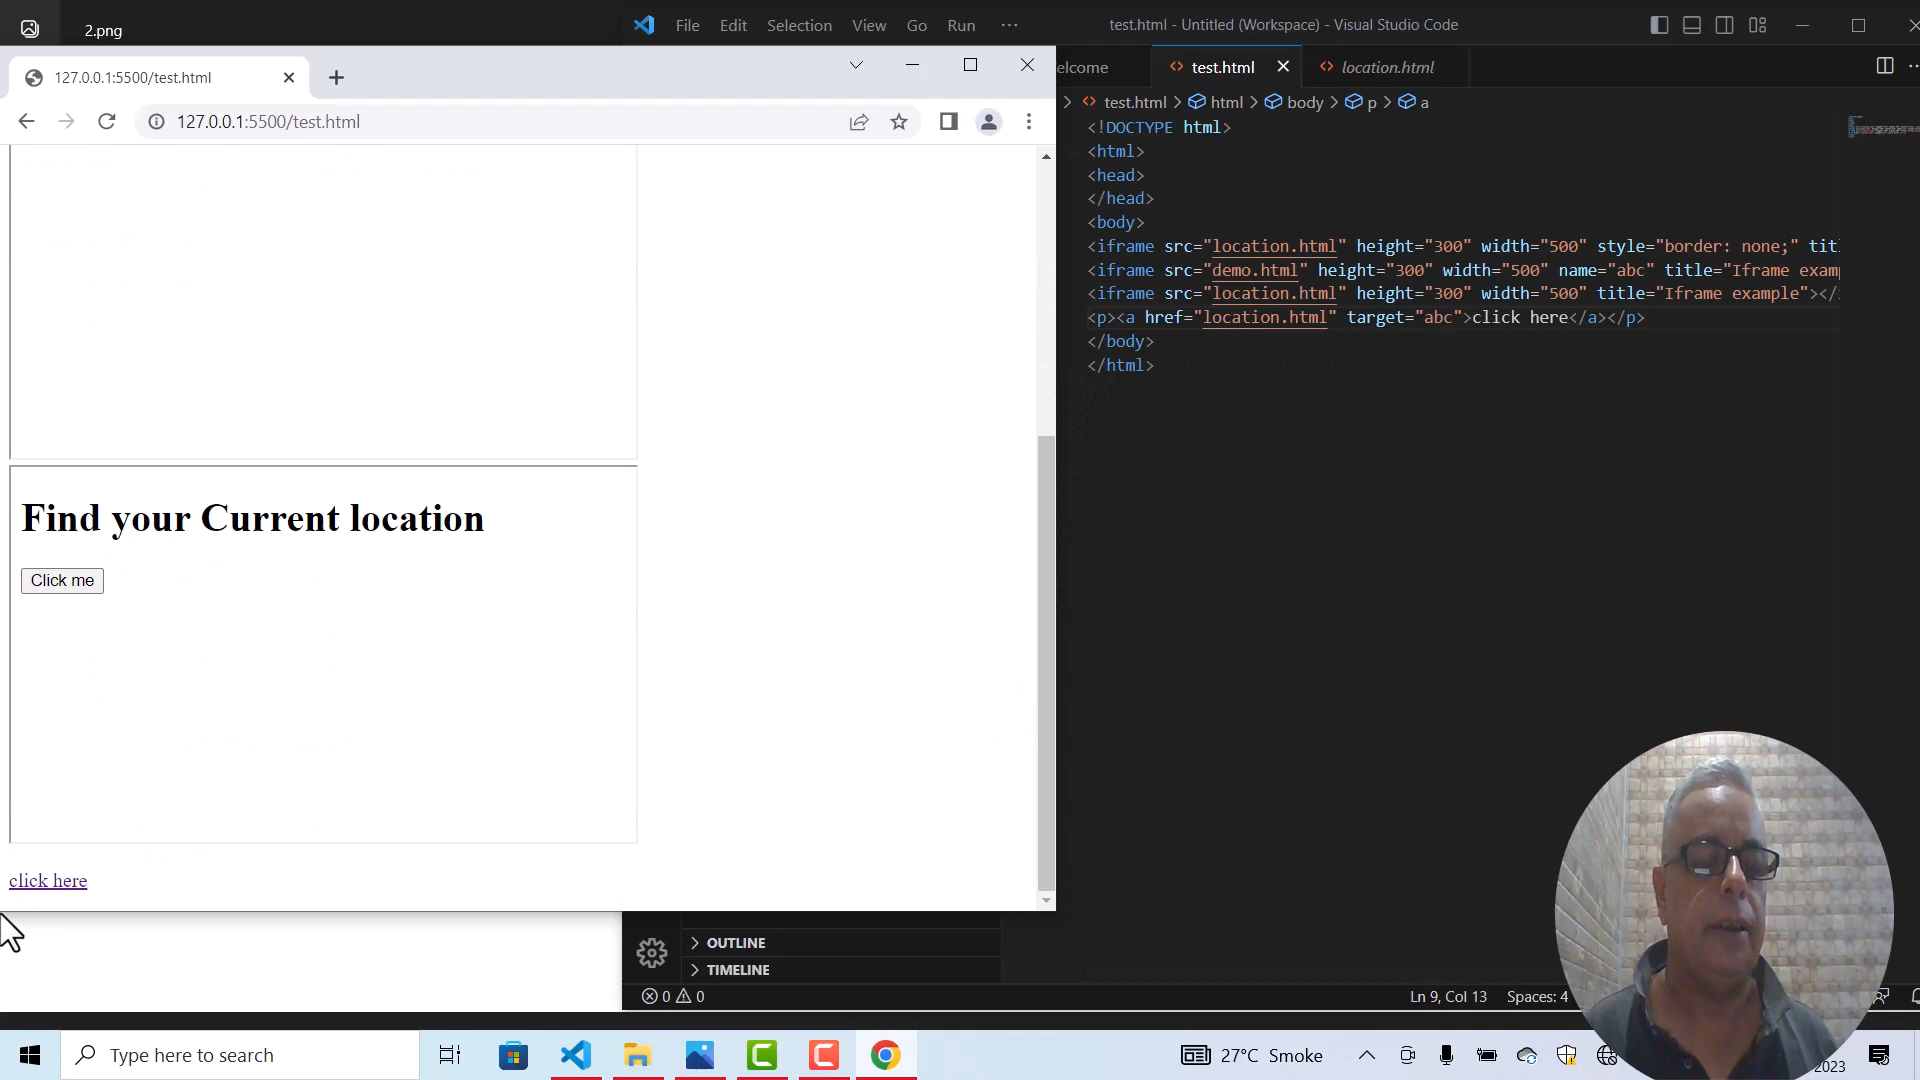 2.png
File Edit Selection View Go Run ···
test.html - Untitled (Workspace) - Visual Studio Code
127.0.0.1:5500/test.html
elcome
test.html
location.html
127.0.0.1:5500/test.html
test.html > html > body > p > a
<!DOCTYPE html>
<html>
<head>
</head>
<body>
<iframe src="location.html" height="300" width="500" style="border: none;" tit
<iframe src="demo.html" height="300" width="500" name="abc" title="Iframe exam
<iframe src="location.html" height="300" width="500" title="Iframe example"></
<p><a href="location.html" target="abc">click here</a></p>
</body>
</html>
Find your Current location
Click me
click here
OUTLINE
TIMELINE
0 0
Ln 9, Col 13 Spaces: 4
Type here to search
27°C Smoke
2023